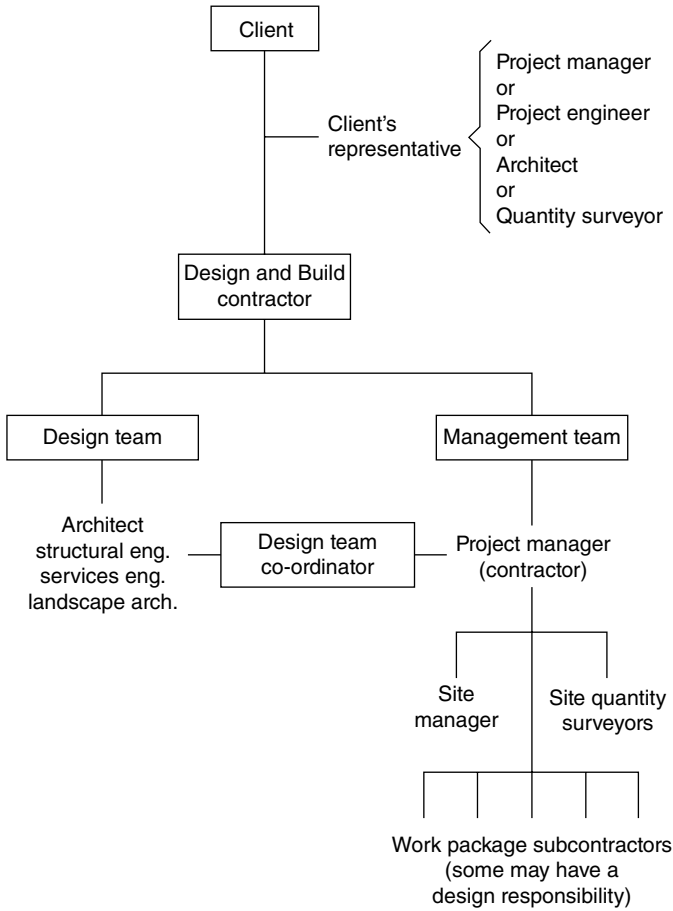 Client
Client's
representative
Project manager
or
Project engineer
or
Architect
or
Quantity surveyor
Design and Build
contractor
Design team
Management team
Architect
structural eng.
services eng.
landscape arch.
Design team
co-ordinator
Project manager
(contractor)
Site
manager
Site quantity
surveyors
Work package subcontractors
(some may have a
design responsibility)